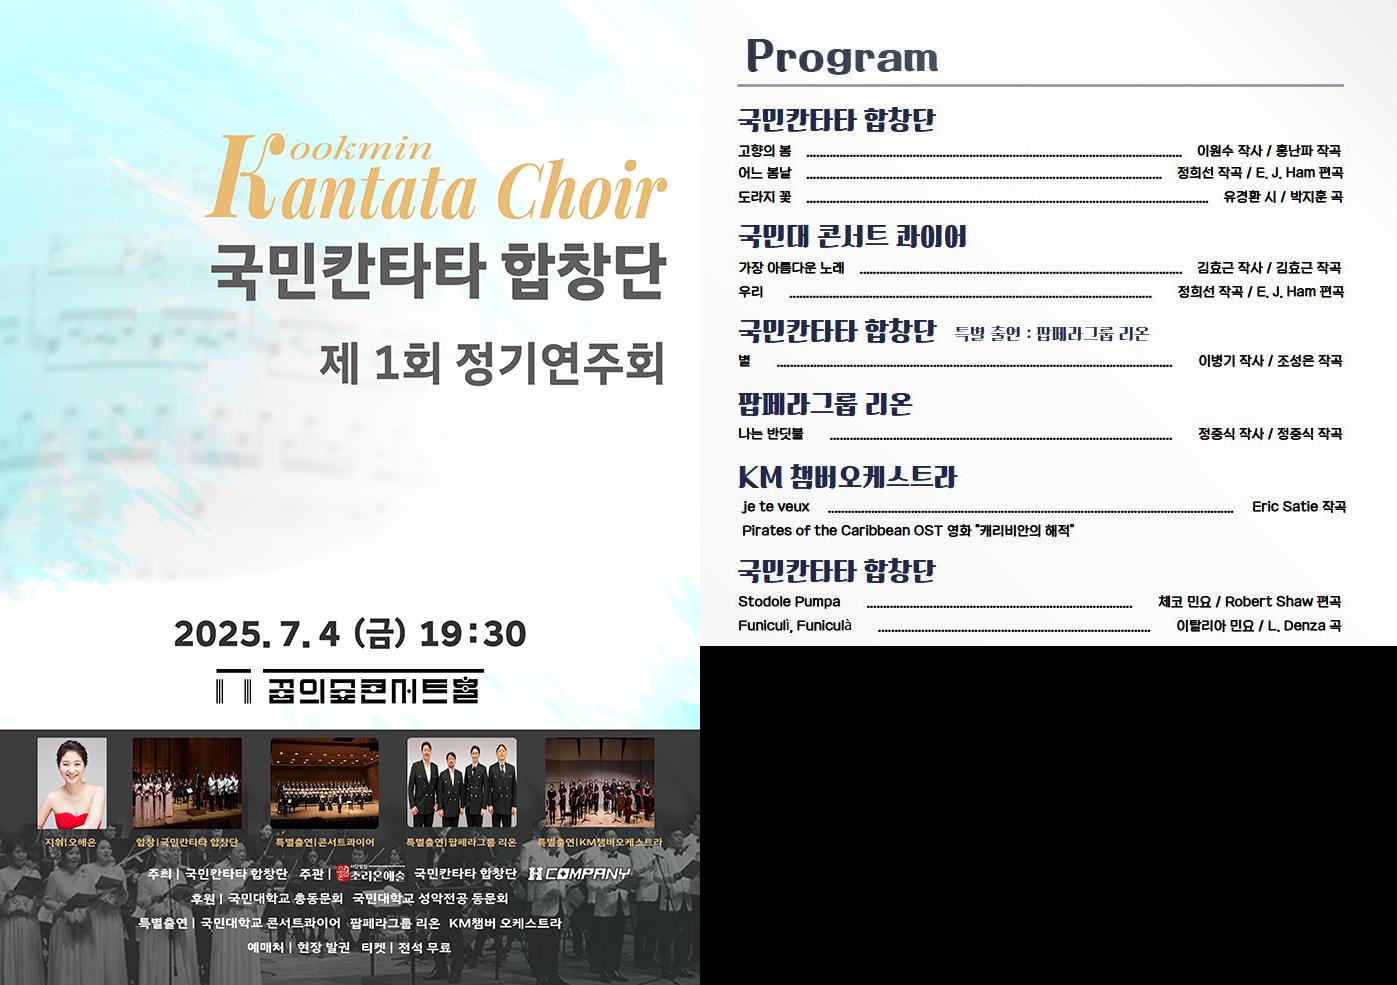 Kookmin
Kantata Choir
국민칸타타 합창단
제 1회 정기연주회
2025. 7. 4 (금) 19:30
꿈의숲콘서트홀
지휘|오해은
합창|국민칸타타 합창단
특별출연|콘서트콰이어
특별출연|팝페라그룹 리온
특별출연|KM챔버오케스트라
주최 | 국민칸타타 합창단 주관 | 사단법인 소리온예술 국민칸타타 합창단 H COMPANY
후원 | 국민대학교 총동문회 국민대학교 성악전공 동문회
특별출연 | 국민대학교 콘서트콰이어 팝페라그룹 리온 KM챔버 오케스트라
예매처 | 현장 발권 티켓 | 전석 무료
Program
국민칸타타 합창단
고향의 봄 이원수 작사 / 홍난파 작곡
어느 봄날 정희선 작곡 / E. J. Ham 편곡
도라지 꽃 유경환 시 / 박지훈 곡
국민대 콘서트 콰이어
가장 아름다운 노래 김효근 작사 / 김효근 작곡
우리 정희선 작곡 / E. J. Ham 편곡
국민칸타타 합창단 특별 출연 : 팝페라그룹 리온
별 이병기 작사 / 조성은 작곡
팝페라그룹 리온
나는 반딧불 정중식 작사 / 정중식 작곡
KM 챔버오케스트라
je te veux Eric Satie 작곡
Pirates of the Caribbean OST 영화 "캐리비안의 해적"
국민칸타타 합창단
Stodole Pumpa 체코 민요 / Robert Shaw 편곡
Funiculì, Funiculà 이탈리아 민요 / L. Denza 곡